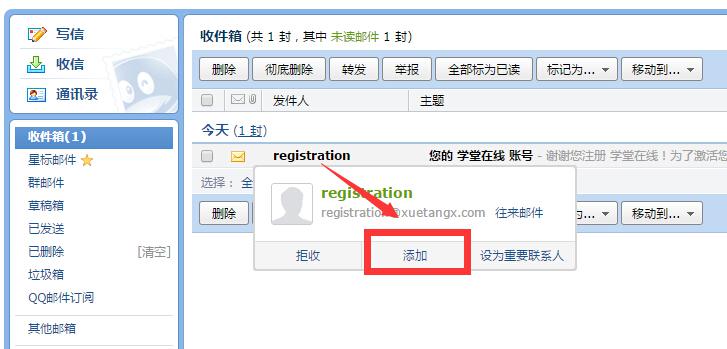 写信
收信
通讯录
收件箱(1)
星标邮件
群邮件
草稿箱
已发送
已删除 [清空]
垃圾箱
QQ邮件订阅
其他邮箱
收件箱 (共 1 封，其中 未读邮件 1 封)
删除 彻底删除 转发 举报 全部标为已读 标记为... 移动到...
发件人 主题
今天 (1 封)
registration 您的 学堂在线 账号 - 谢谢您注册 学堂在线！为了激活您
选择： 全
删除 为... 移动到...
registration
registration@xuetangx.com 往来邮件
拒收 添加 设为重要联系人